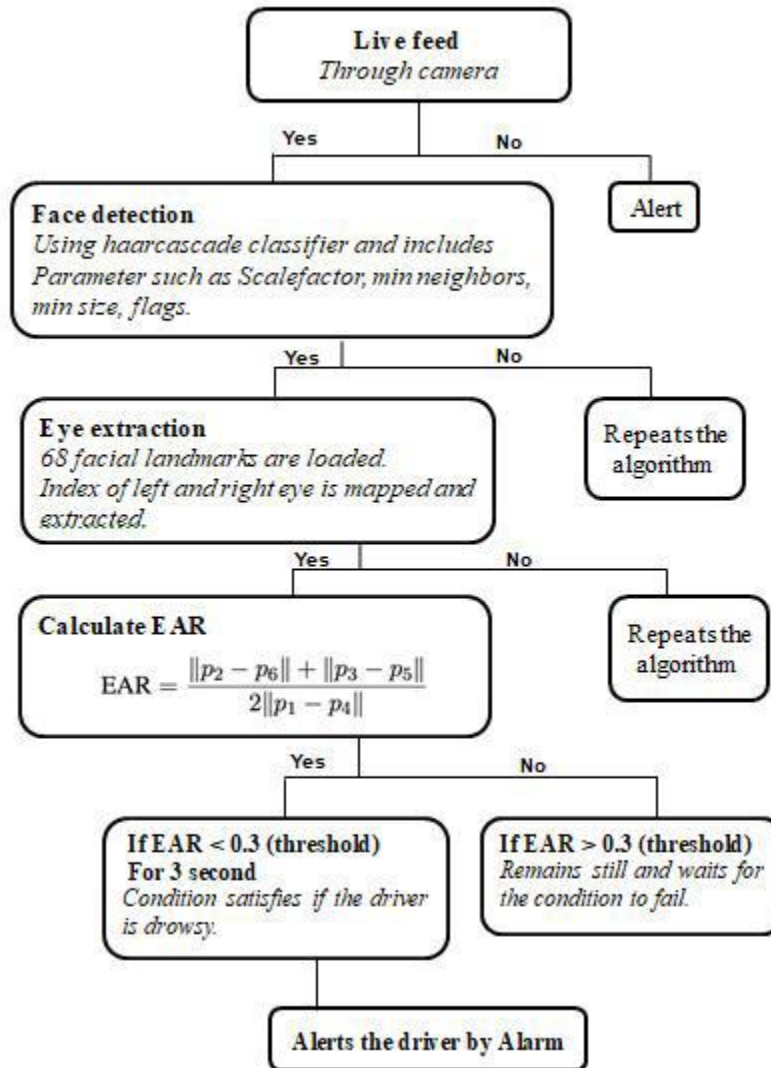 Live feed
Through camera
Yes
No
Face detection
Using haarcascade classifier and includes
Parameter such as Scalefactor, min neighbors,
min size, flags.
Alert
Yes
No
Eye extraction
68 facial landmarks are loaded.
Index of left and right eye is mapped and
extracted.
Repeats the
algorithm
Yes
No
Calculate EAR
EAR = (‖p₂ − p₆‖ + ‖p₃ − p₅‖) / (2‖p₁ − p₄‖)
Repeats the
algorithm
Yes
No
If EAR < 0.3 (threshold)
For 3 second
Condition satisfies if the driver
is drowsy.
If EAR > 0.3 (threshold)
Remains still and waits for
the condition to fail.
Alerts the driver by Alarm